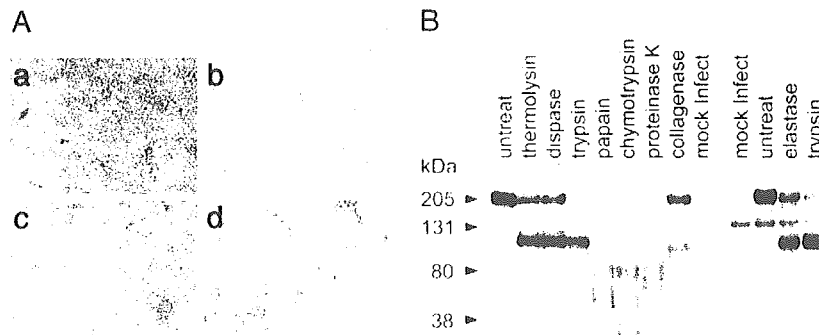 A
B
a
b
c
d
untreat
thermolysin
dispase
trypsin
papain
chymotrypsin
proteinase K
collagenase
mock Infect
mock Infect
untreat
elastase
trypsin
kDa
205
131
80
38